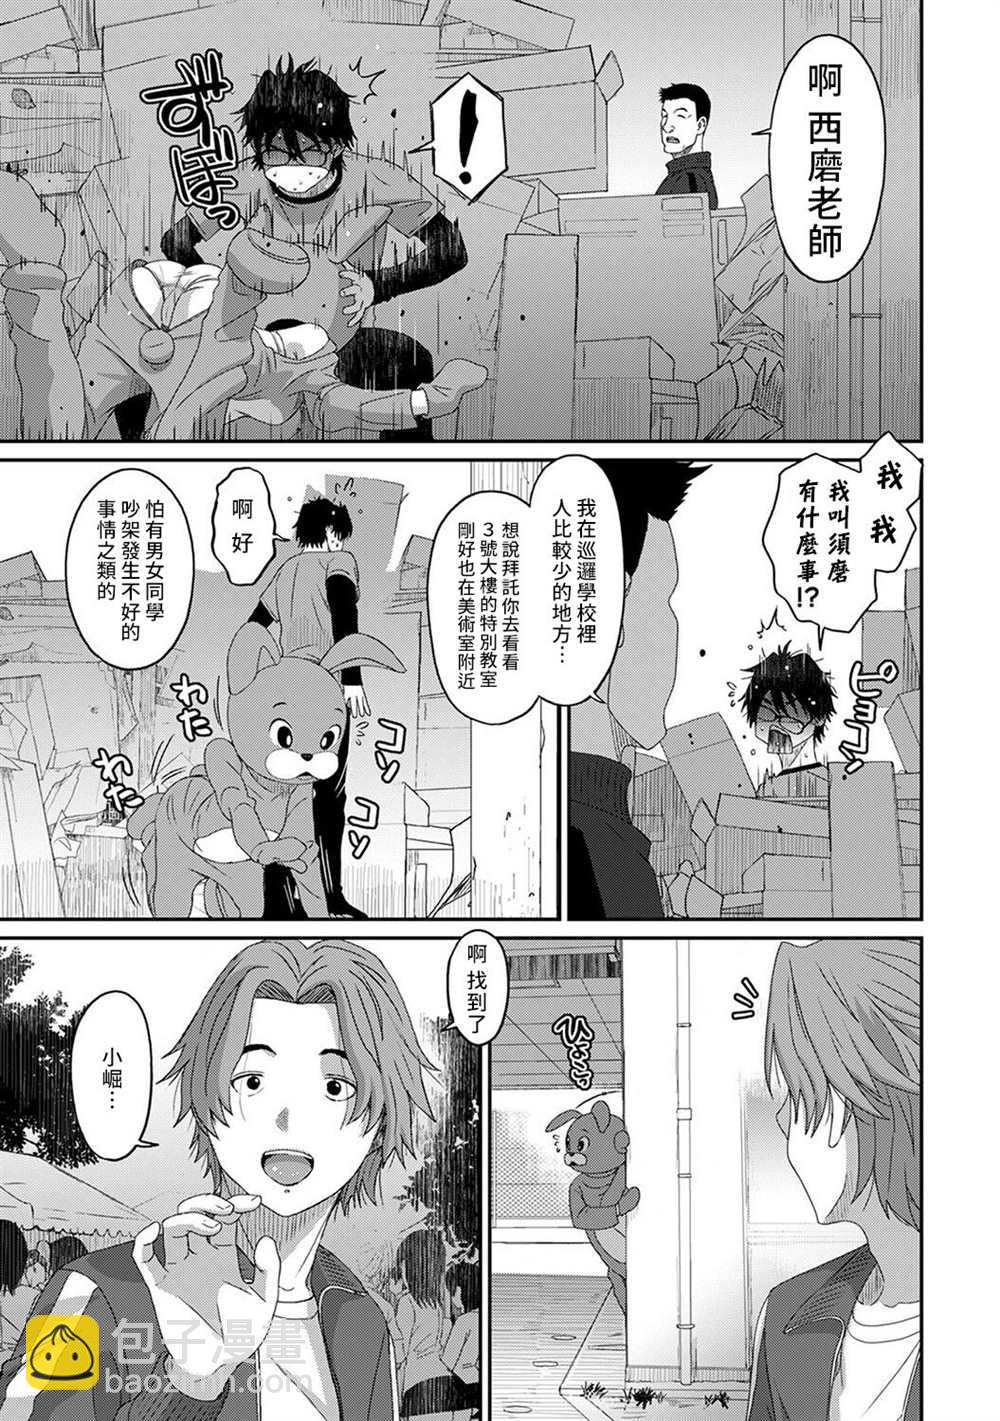 啊 西磨老師
!
ずぼっ
我 我
我叫須磨
有什麼事!?
ピョコン
我在巡邏學校裡
人比較少的地方…
想說拜託你去看看
3號大樓的特別教室
剛好也在美術室附近
啊 好
怕有男女同學
吵架發生不好的
事情之類的
コソ
コソ
わた
わた
ひょこっ
啊 找到了
小崛…
包子漫畫
baozimh.com